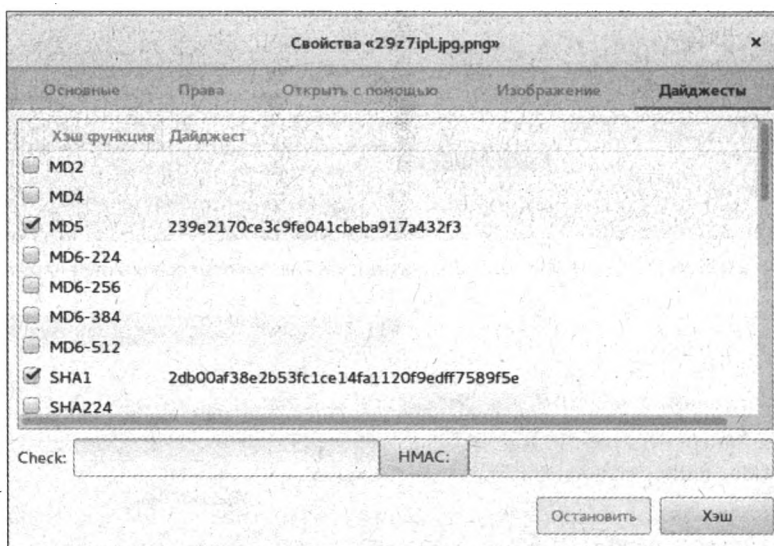 Свойства «29z7ipl.jpg.png»
×
Основные Права Открыть с помощью Изображение Дайджесты
Хэш функция Дайджест
MD2
MD4
MD5 239e2170ce3c9fe041cbeba917a432f3
MD6-224
MD6-256
MD6-384
MD6-512
SHA1 2db00af38e2b53fc1ce14fa1120f9edff7589f5e
SHA224
Check: HMAC:
Остановить Хэш